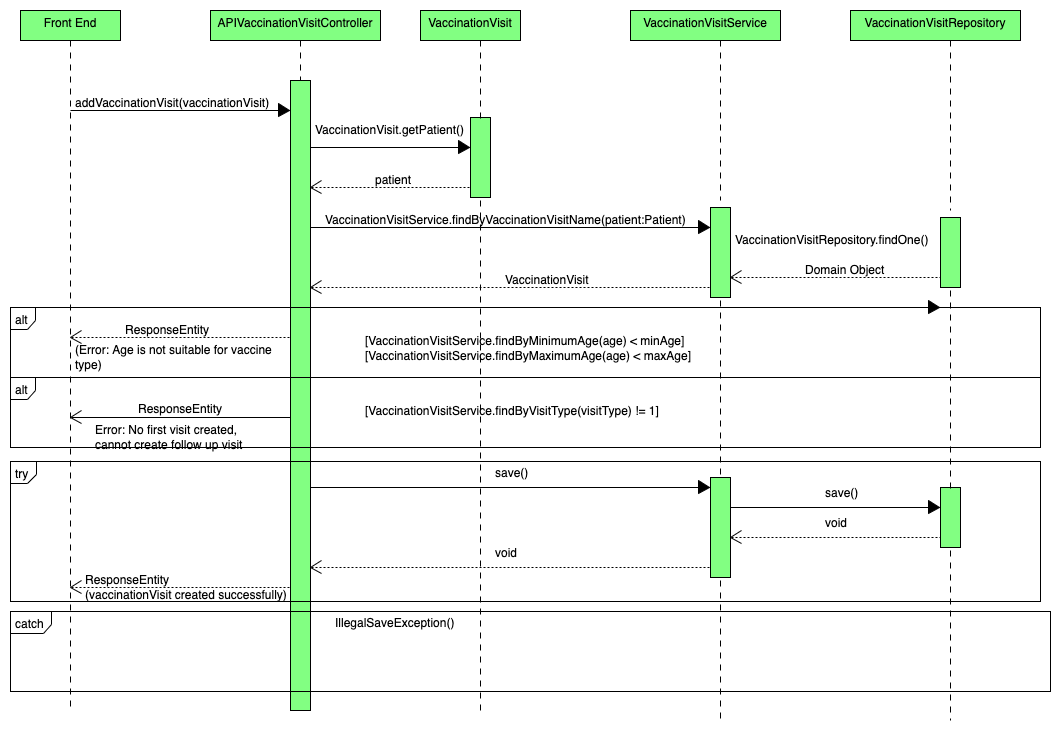 Front End
APIVaccinationVisitController
VaccinationVisit
VaccinationVisitService
VaccinationVisitRepository
addVaccinationVisit(vaccinationVisit)
VaccinationVisit.getPatient()
patient
VaccinationVisitService.findByVaccinationVisitName(patient:Patient)
VaccinationVisitRepository.findOne()
Domain Object
VaccinationVisit
alt
ResponseEntity
(Error: Age is not suitable for vaccine
type)
[VaccinationVisitService.findByMinimumAge(age) < minAge]
[VaccinationVisitService.findByMaximumAge(age) < maxAge]
alt
ResponseEntity
Error: No first visit created,
cannot create follow up visit
[VaccinationVisitService.findByVisitType(visitType) != 1]
try
save()
save()
void
void
ResponseEntity
(vaccinationVisit created successfully)
catch
IllegalSaveException()